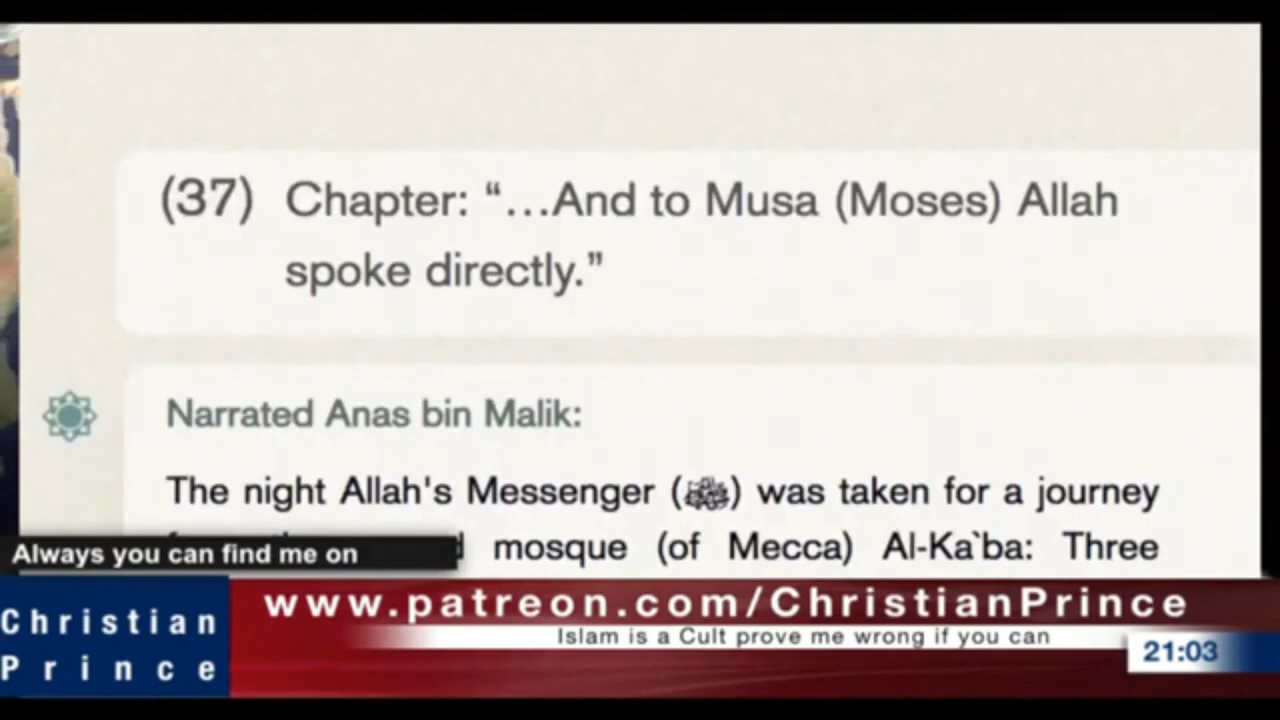 (37) Chapter: “…And to Musa (Moses) Allah
spoke directly.”
Narrated Anas bin Malik:
The night Allah's Messenger (ﷺ) was taken for a journey
mosque (of Mecca) Al-Ka`ba: Three
Always you can find me on
Christian
Prince
www.patreon.com/ChristianPrince
Islam is a Cult prove me wrong if you can
21:03